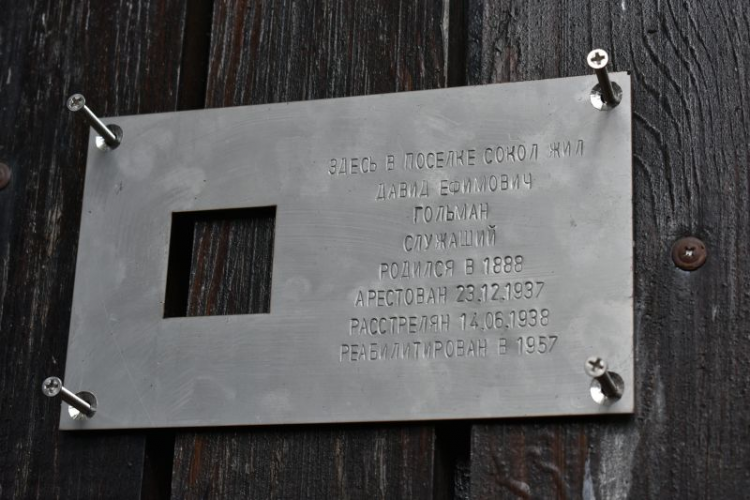 ЗДЕСЬ В ПОСЕЛКЕ СОКОЛ ЖИЛ
ДАВИД ЕФИМОВИЧ
ГОЛЬМАН
СЛУЖАЩИЙ
РОДИЛСЯ В 1888
АРЕСТОВАН 23.12.1937
РАССТРЕЛЯН 14.06.1938
РЕАБИЛИТИРОВАН В 1957